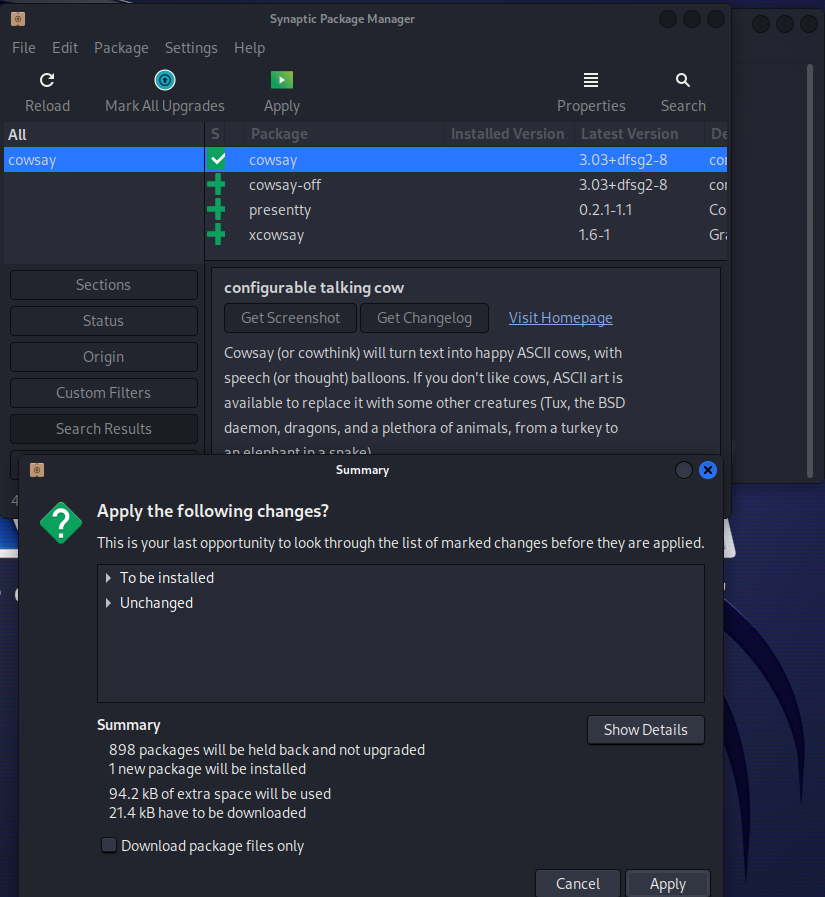 Synaptic Package Manager
File Edit Package Settings Help
Reload Mark All Upgrades Apply Properties Search
All
cowsay
S Package Installed Version Latest Version De
cowsay 3.03+dfsg2-8 con
cowsay-off 3.03+dfsg2-8 con
presentty 0.2.1-1.1 Co
xcowsay 1.6-1 Gra
Sections
Status
Origin
Custom Filters
Search Results
configurable talking cow
Get Screenshot Get Changelog Visit Homepage
Cowsay (or cowthink) will turn text into happy ASCII cows, with
speech (or thought) balloons. If you don't like cows, ASCII art is
available to replace it with some other creatures (Tux, the BSD
daemon, dragons, and a plethora of animals, from a turkey to
an elephant in a snake)
4
Summary
Apply the following changes?
This is your last opportunity to look through the list of marked changes before they are applied.
To be installed
Unchanged
Summary
Show Details
898 packages will be held back and not upgraded
1 new package will be installed
94.2 kB of extra space will be used
21.4 kB have to be downloaded
Download package files only
Cancel Apply